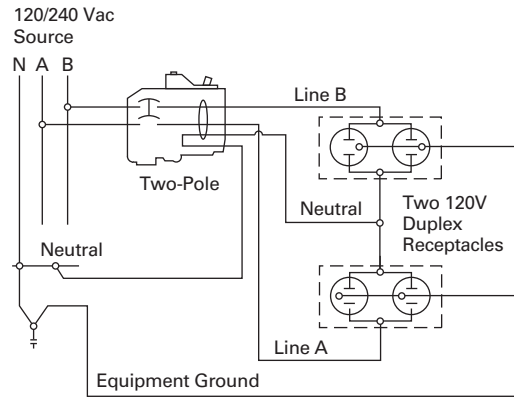 120/240 Vac
Source
N A B
Line B
Two-Pole
Neutral
Two 120V
Duplex
Receptacles
Neutral
Line A
Equipment Ground